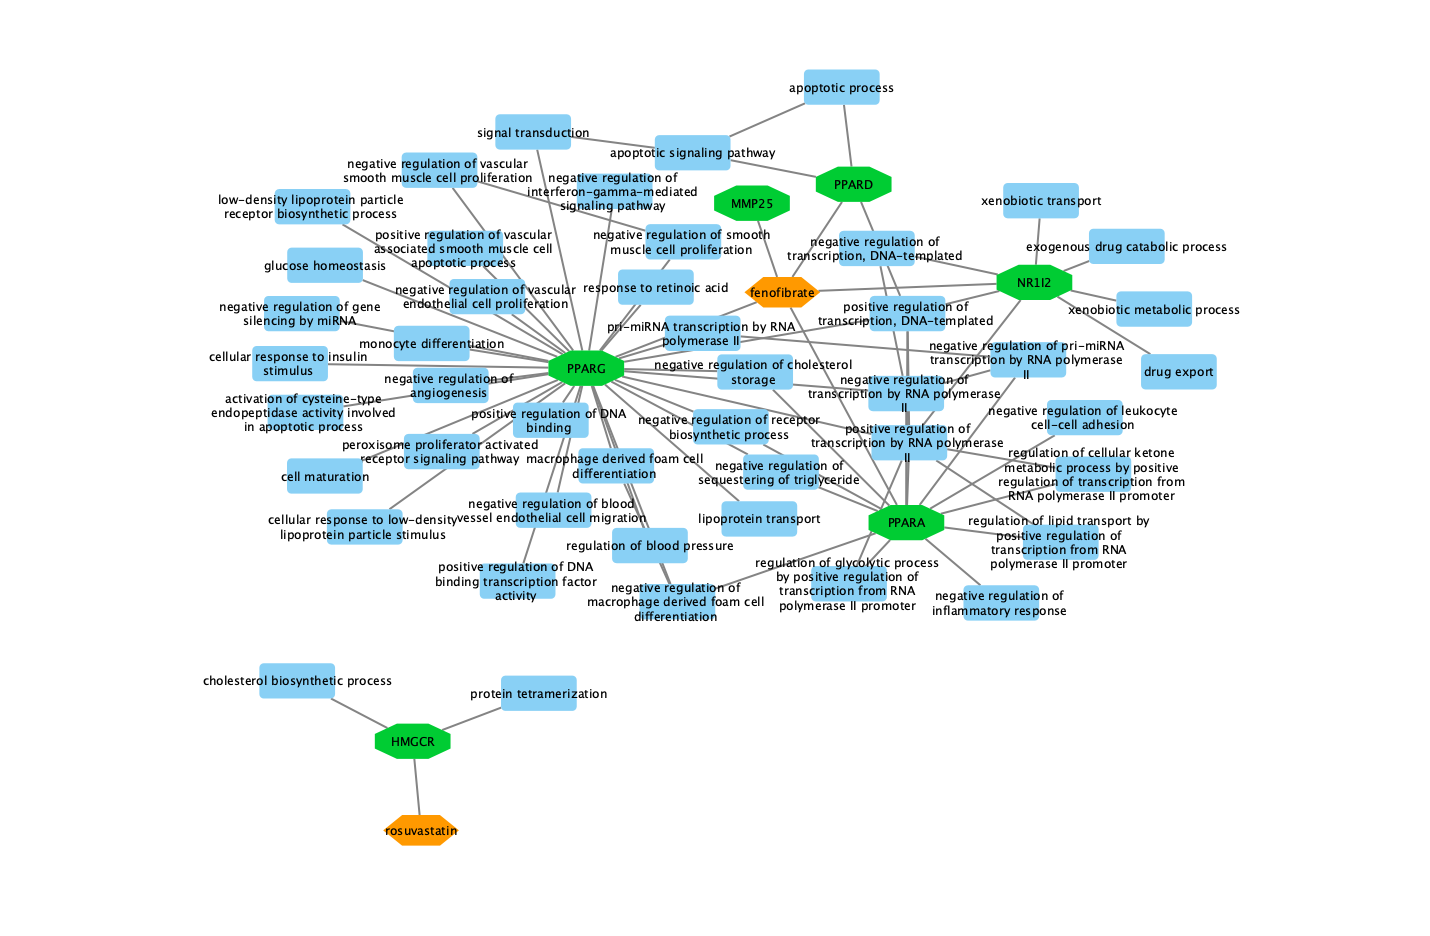 apoptotic process
signal transduction
apoptotic signaling pathway
negative regulation of vascular
smooth muscle cell proliferation
negative regulation of
interferon-gamma-mediated
signaling pathway
PPARD
MMP25
low-density lipoprotein particle
receptor biosynthetic process
xenobiotic transport
positive regulation of vascular
associated smooth muscle cell
apoptotic process
negative regulation of smooth
muscle cell proliferation
negative regulation of
transcription, DNA-templated
exogenous drug catabolic process
glucose homeostasis
NR1I2
negative regulation of vascular
endothelial cell proliferation
response to retinoic acid
fenofibrate
negative regulation of gene
silencing by miRNA
pri-miRNA transcription by RNA
polymerase II
positive regulation of
transcription, DNA-templated
xenobiotic metabolic process
monocyte differentiation
cellular response to insulin
stimulus
PPARG
negative regulation of cholesterol
storage
negative regulation of pri-miRNA
transcription by RNA polymerase
II
drug export
negative regulation of
angiogenesis
negative regulation of
transcription by RNA polymerase
II
activation of cysteine-type
endopeptidase activity involved
in apoptotic process
positive regulation of DNA
binding
negative regulation of receptor
biosynthetic process
negative regulation of leukocyte
cell-cell adhesion
peroxisome proliferator activated
receptor signaling pathway
positive regulation of
transcription by RNA polymerase
II
cell maturation
macrophage derived foam cell
differentiation
negative regulation of
sequestering of triglyceride
regulation of cellular ketone
metabolic process by positive
regulation of transcription from
RNA polymerase II promoter
cellular response to low-density
lipoprotein particle stimulus
negative regulation of blood
vessel endothelial cell migration
lipoprotein transport
PPARA
regulation of lipid transport by
positive regulation of
transcription from RNA
polymerase II promoter
regulation of blood pressure
positive regulation of DNA
binding transcription factor
activity
negative regulation of
macrophage derived foam cell
differentiation
regulation of glycolytic process
by positive regulation of
transcription from RNA
polymerase II promoter
negative regulation of
inflammatory response
cholesterol biosynthetic process
protein tetramerization
HMGCR
rosuvastatin